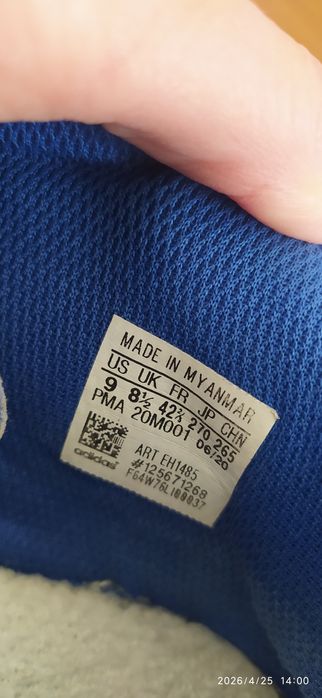 MADE IN MYANMAR
US UK FR JP CHN
9 8½ 42⅔ 270 265
PMA 20M001 06/20
ART EH1485
#125671268
F64W76L100037
adidas
2026/4/25 14:00